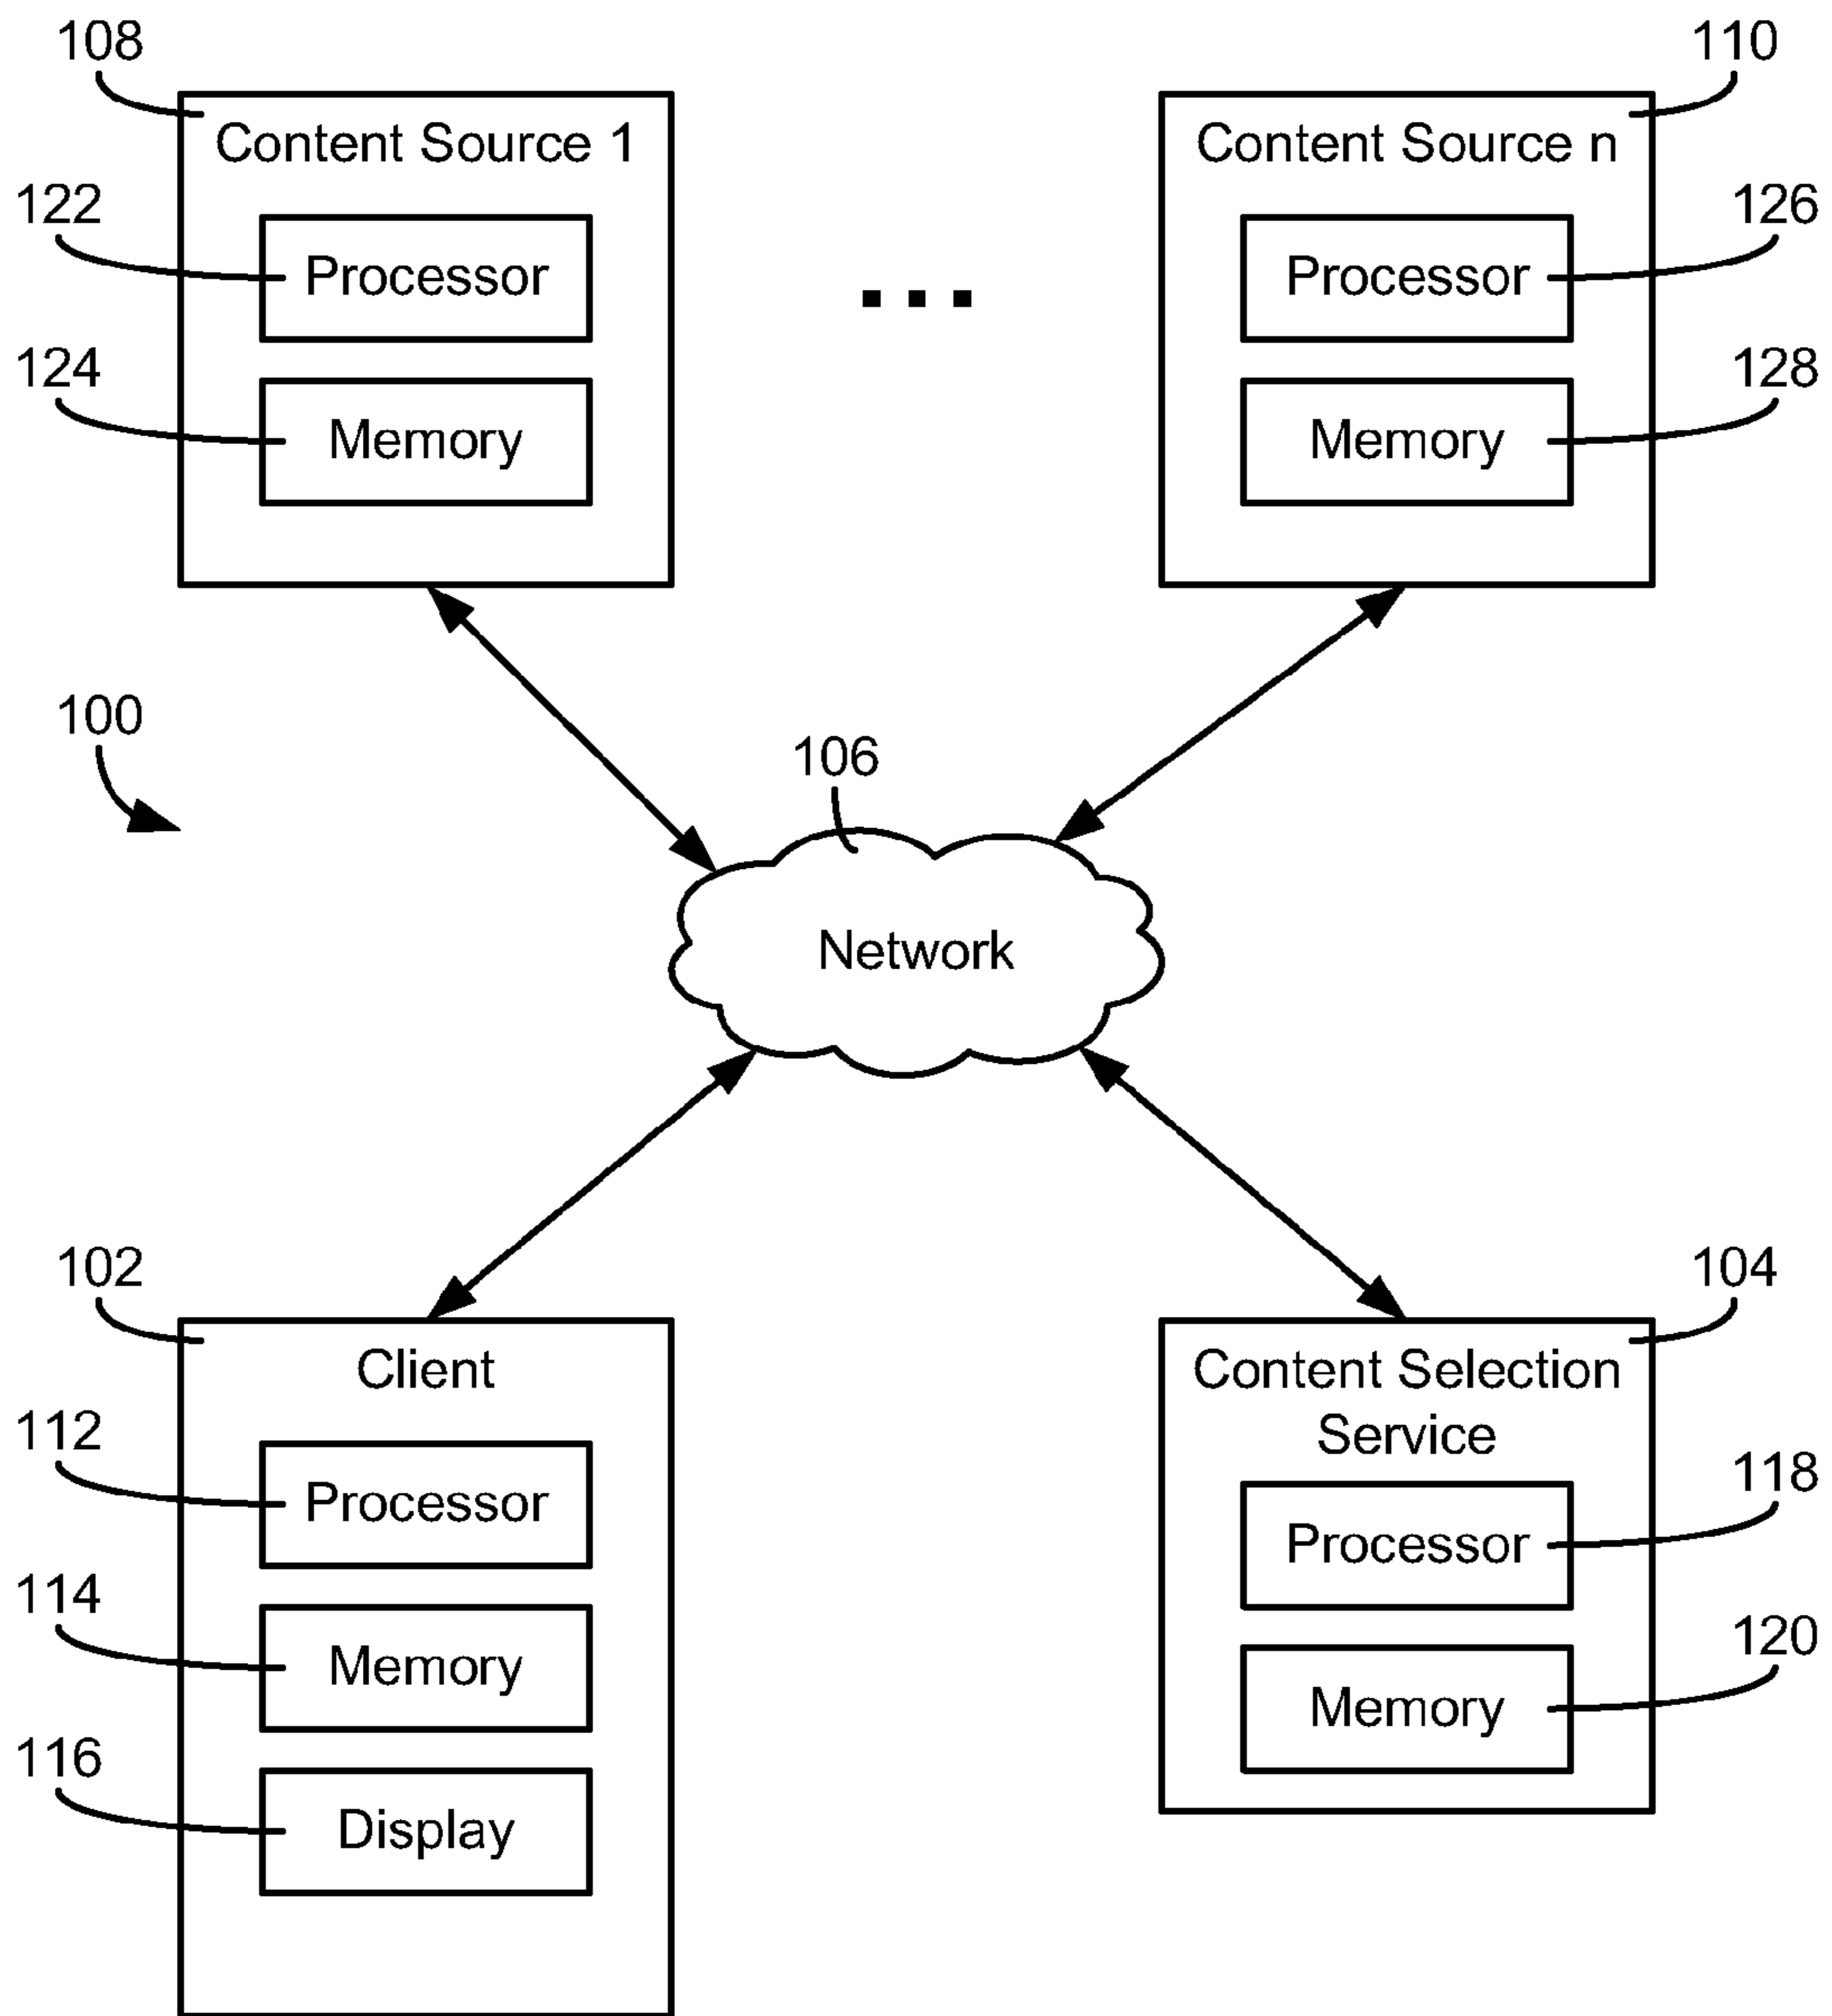 108
110
Content Source 1
Content Source n
122
Processor
Processor
126
124
Memory
Memory
128
...
100
106
Network
102
104
Client
Content Selection
Service
112
Processor
118
Processor
114
Memory
120
Memory
116
Display